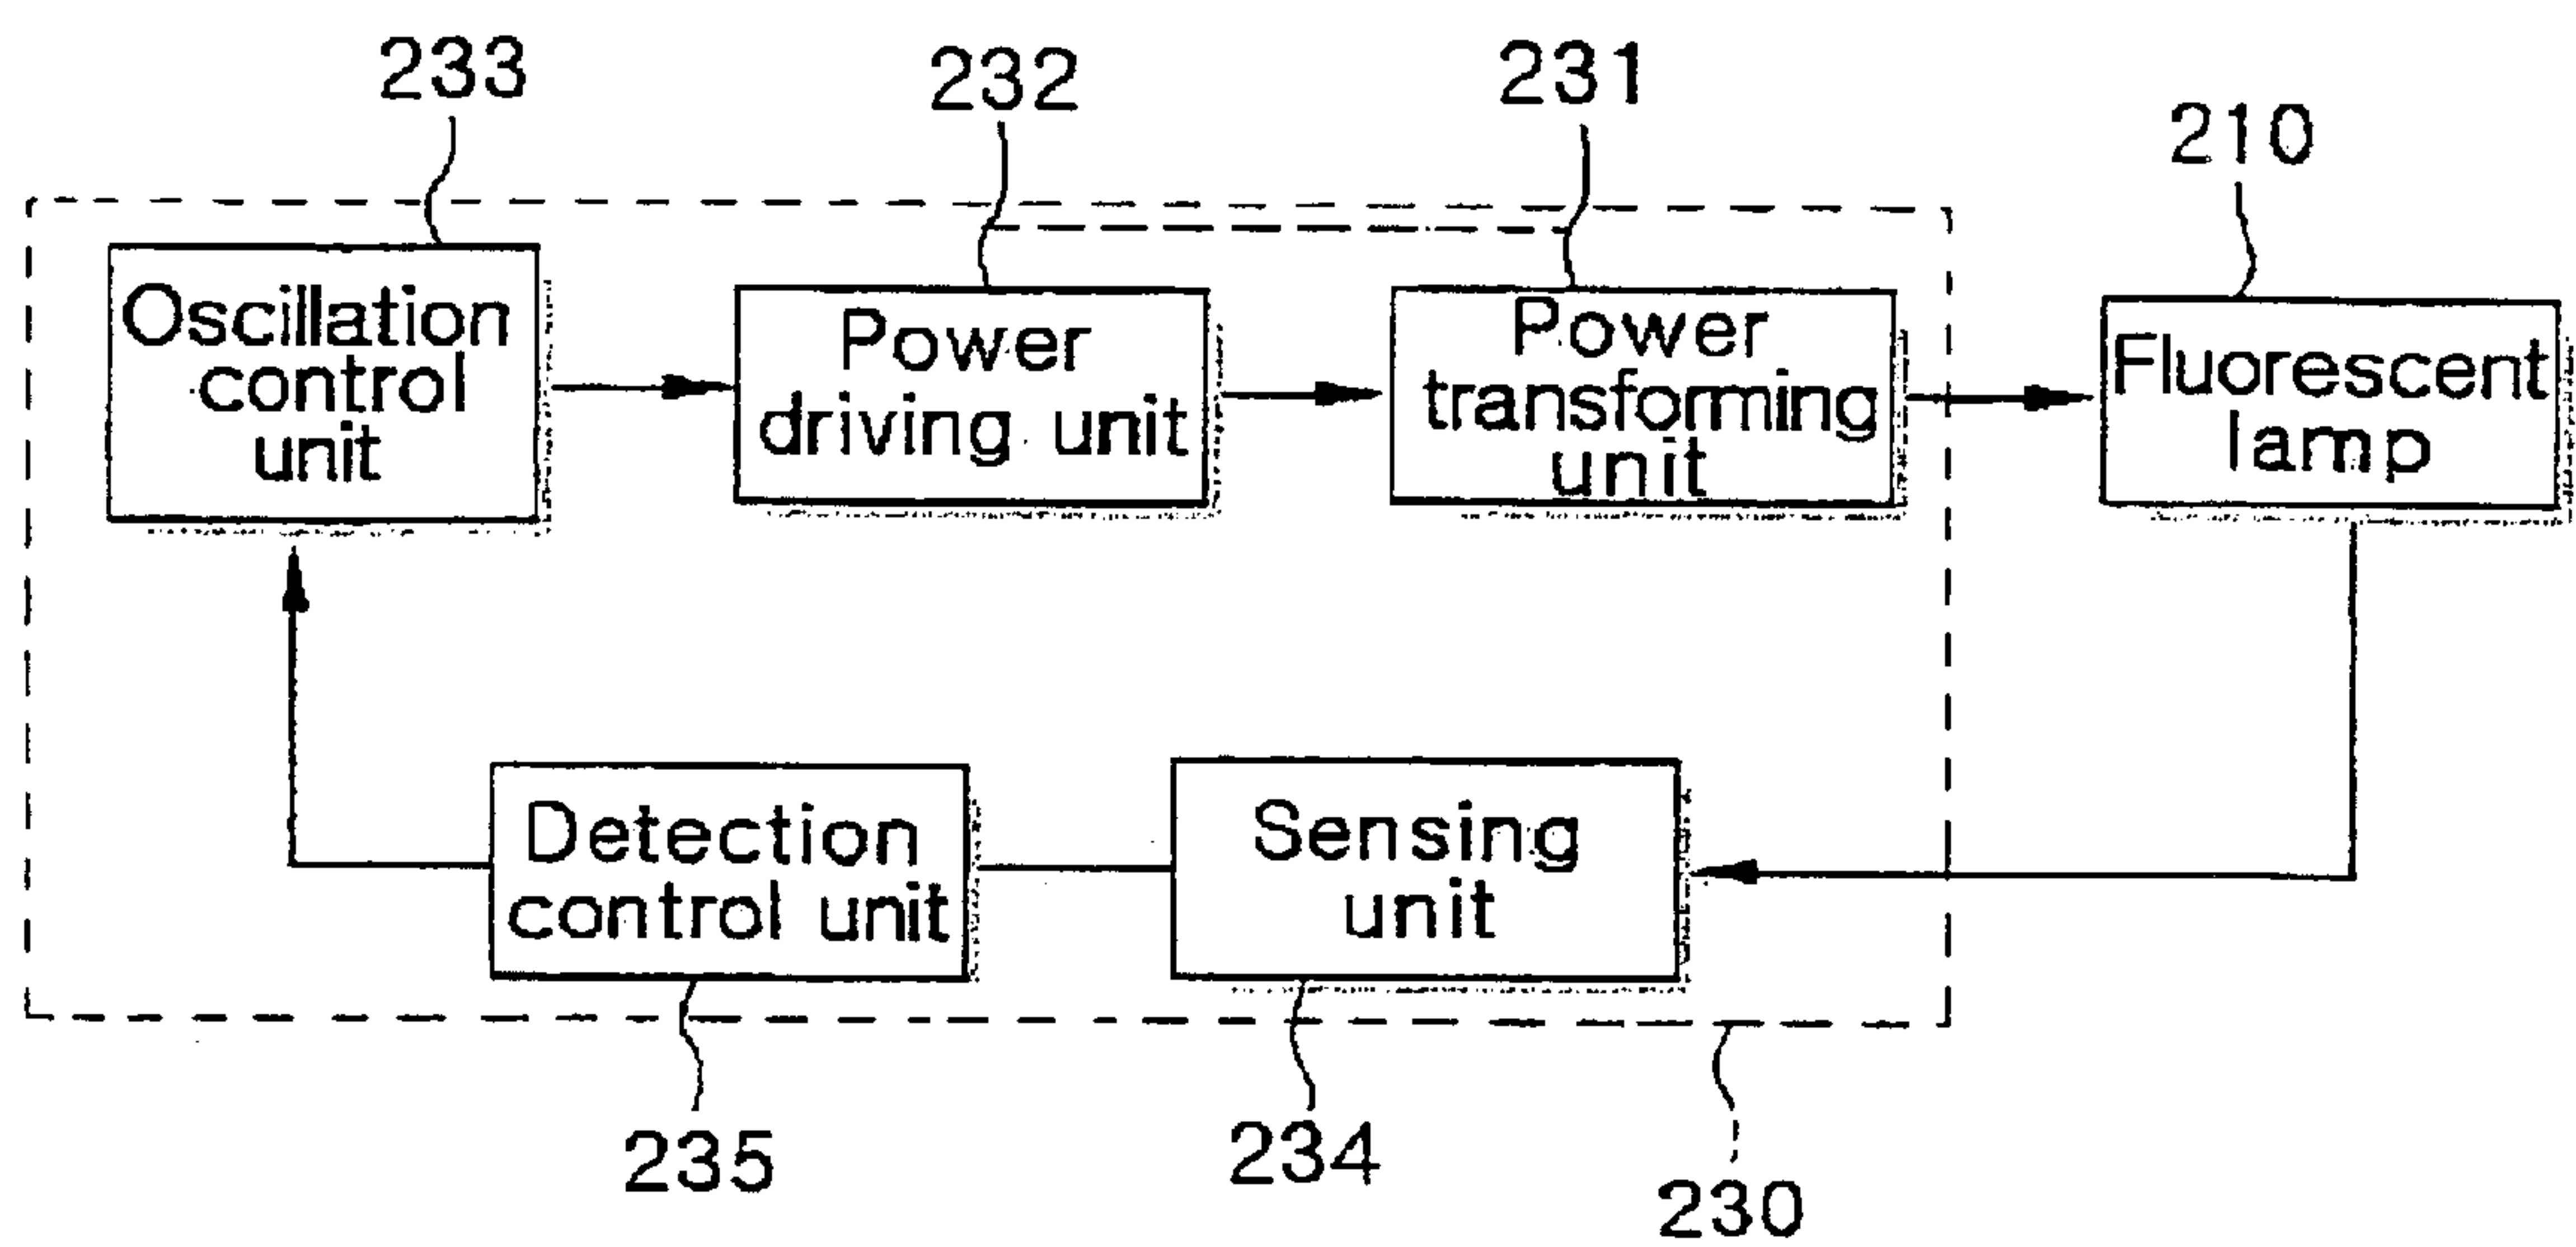 233
232
231
210
Oscillation
control
unit
Power
driving unit
Power
transforming
unit
Fluorescent
lamp
Detection
control unit
Sensing
unit
235
234
230